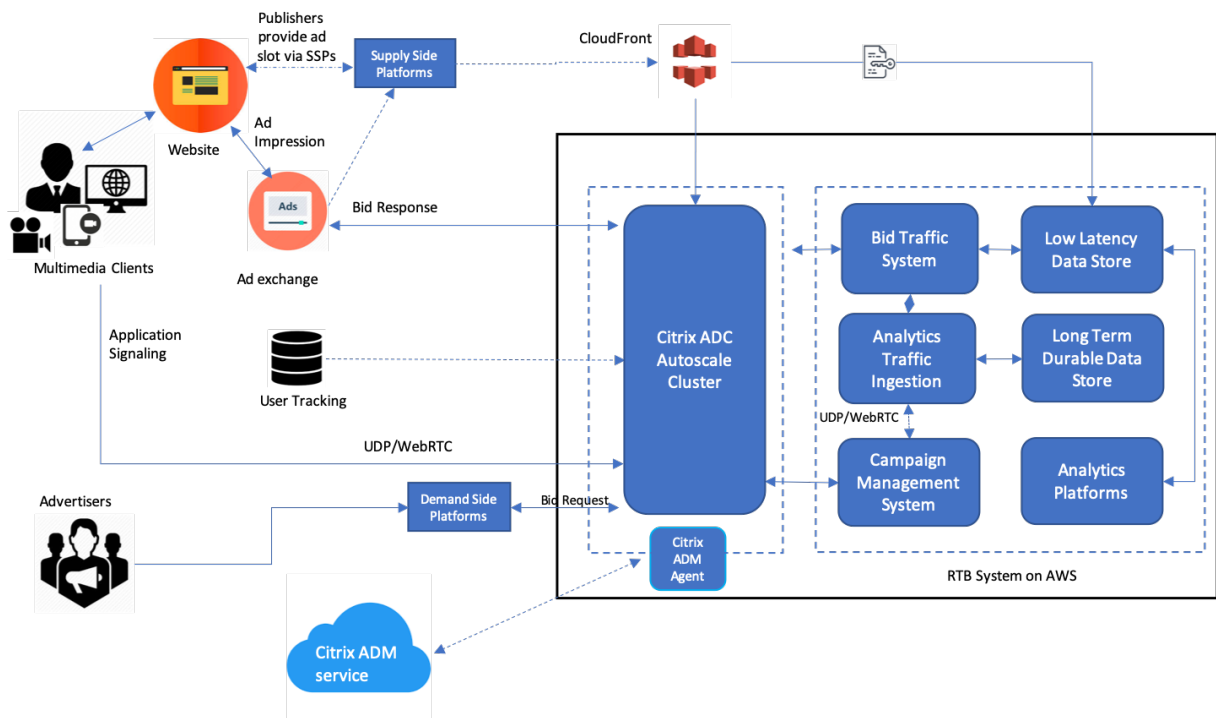 Publishers
provide ad
slot via SSPs
Supply Side
Platforms
CloudFront
Ad
Impression
Website
Ads
Bid Response
Multimedia Clients
Ad exchange
Application
Signaling
User Tracking
UDP/WebRTC
Citrix ADC
Autoscale
Cluster
Bid Traffic
System
Low Latency
Data Store
Analytics
Traffic
Ingestion
Long Term
Durable Data
Store
UDP/WebRTC
Campaign
Management
System
Analytics
Platforms
Advertisers
Demand Side
Platforms
Bid Request
Citrix
ADM
Agent
RTB System on AWS
Citrix ADM
service